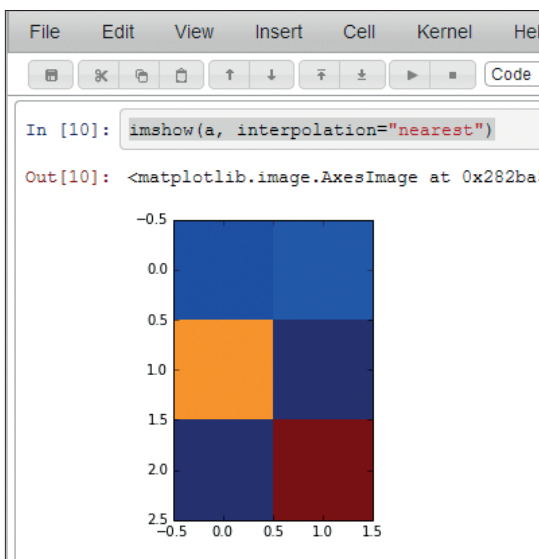 File Edit View Insert Cell Kernel Hel
Code
In [10]: imshow(a, interpolation="nearest")
Out[10]: <matplotlib.image.AxesImage at 0x282ba
−0.5
0.0
0.5
1.0
1.5
2.0
2.5
−0.5 0.0 0.5 1.0 1.5